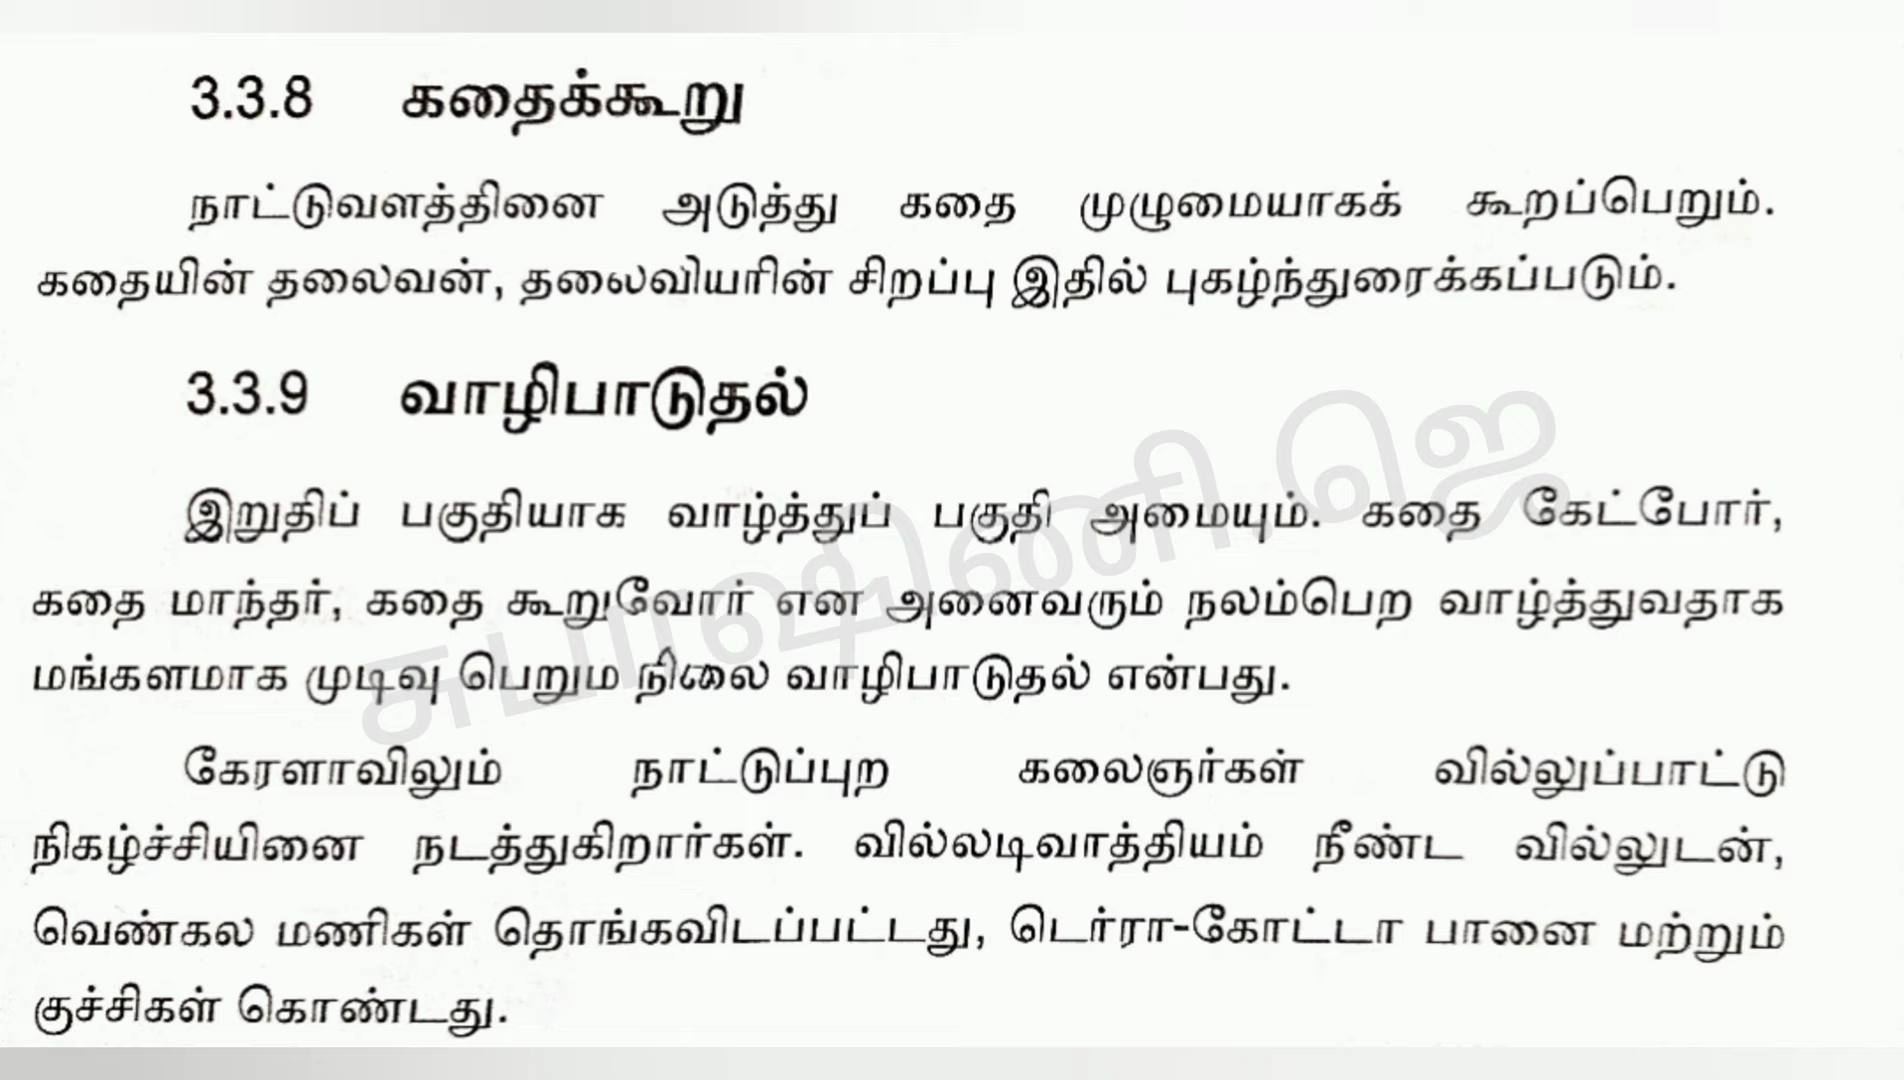 3.3.8 கதைக்கூறு
நாட்டுவளத்தினை அடுத்து கதை முழுமையாகக் கூறப்பெறும்.
கதையின் தலைவன், தலைவியரின் சிறப்பு இதில் புகழ்ந்துரைக்கப்படும்.
3.3.9 வாழிபாடுதல்
இறுதிப் பகுதியாக வாழ்த்துப் பகுதி அமையும். கதை கேட்போர்,
கதை மாந்தர், கதை கூறுவோர் என அனைவரும் நலம்பெற வாழ்த்துவதாக
மங்களமாக முடிவு பெறும நிலை வாழிபாடுதல் என்பது.
சுபாஷினி.ஜெ
கேரளாவிலும் நாட்டுப்புற கலைஞர்கள் வில்லுப்பாட்டு
நிகழ்ச்சியினை நடத்துகிறார்கள். வில்லடிவாத்தியம் நீண்ட வில்லுடன்,
வெண்கல மணிகள் தொங்கவிடப்பட்டது, டெர்ரா-கோட்டா பானை மற்றும்
குச்சிகள் கொண்டது.